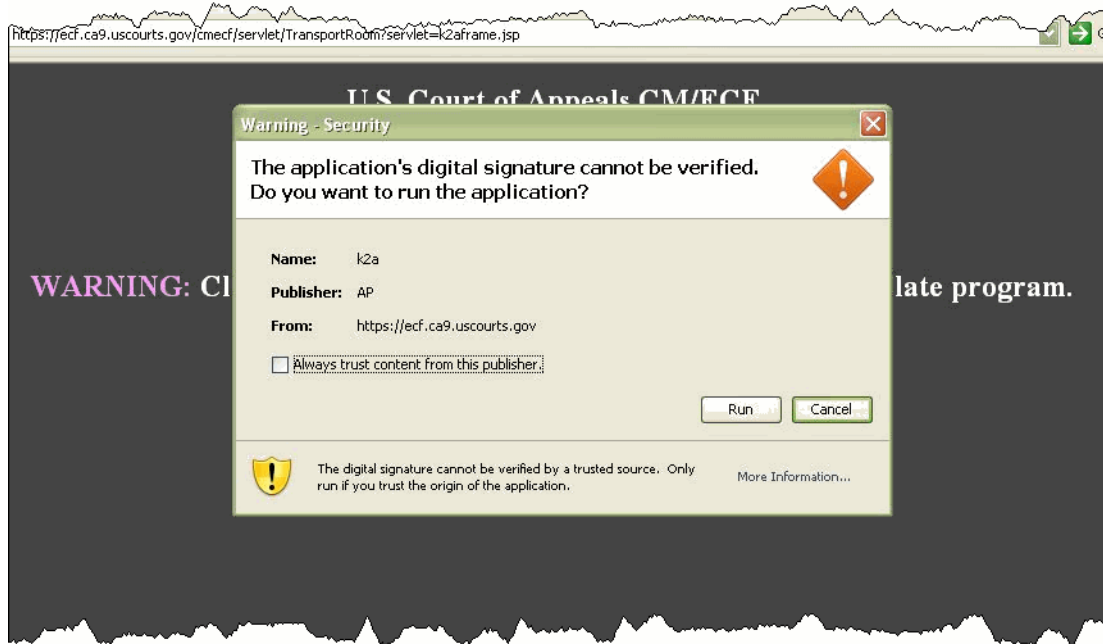 https://ecf.ca9.uscourts.gov/cmecf/servlet/TransportRoom?servlet=k2aframe.jsp
U.S. Court of Appeals CM/ECF
Warning - Security
The application's digital signature cannot be verified.
Do you want to run the application?
WARNING: Cl
late program.
Name: k2a
Publisher: AP
From: https://ecf.ca9.uscourts.gov
Always trust content from this publisher.
Run Cancel
The digital signature cannot be verified by a trusted source. Only
run if you trust the origin of the application.
More Information...